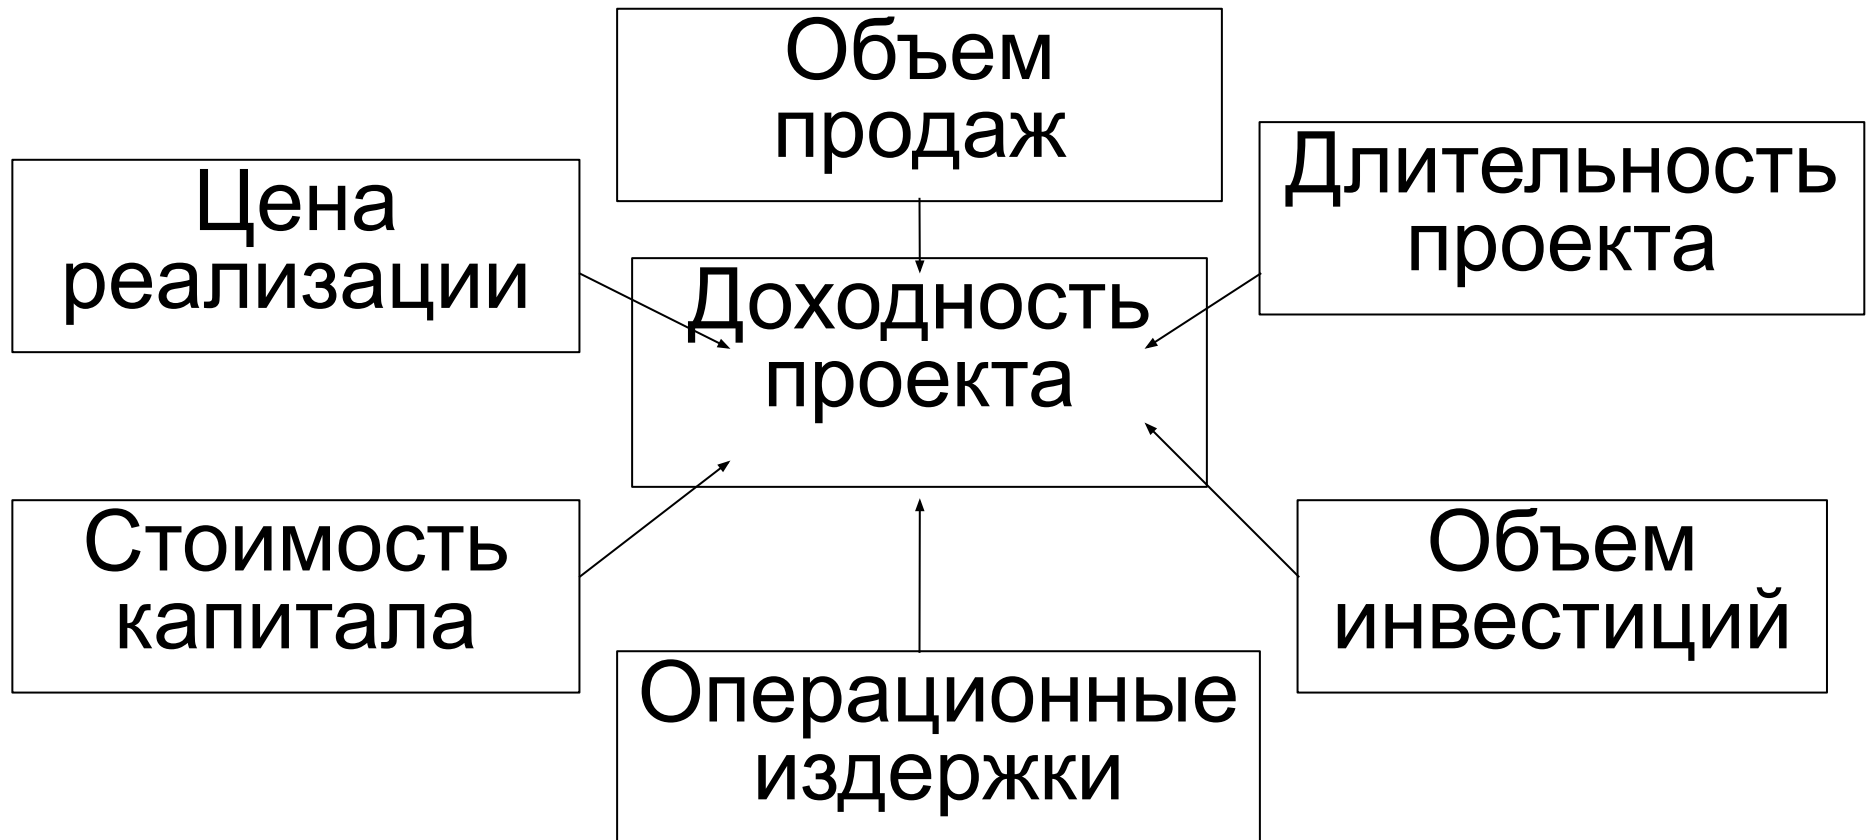 Объем
продаж
Длительность
проекта
Цена
реализации
Доходность
проекта
Стоимость
капитала
Объем
инвестиций
Операционные
издержки